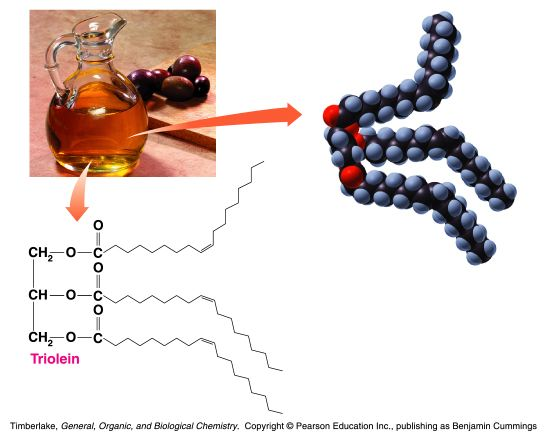 O
CH2 O C
O
CH O C
O
CH2 O C
Triolein
Timberlake, General, Organic, and Biological Chemistry. Copyright © Pearson Education Inc., publishing as Benjamin Cummings